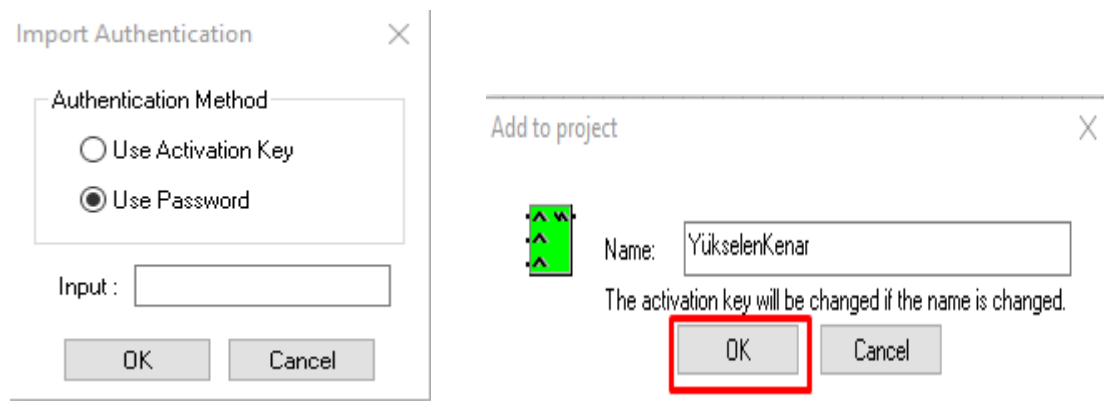 Import Authentication
Authentication Method
Use Activation Key
Use Password
Input :
OK
Cancel
Add to project
Name:
YükselenKenar
The activation key will be changed if the name is changed.
OK
Cancel